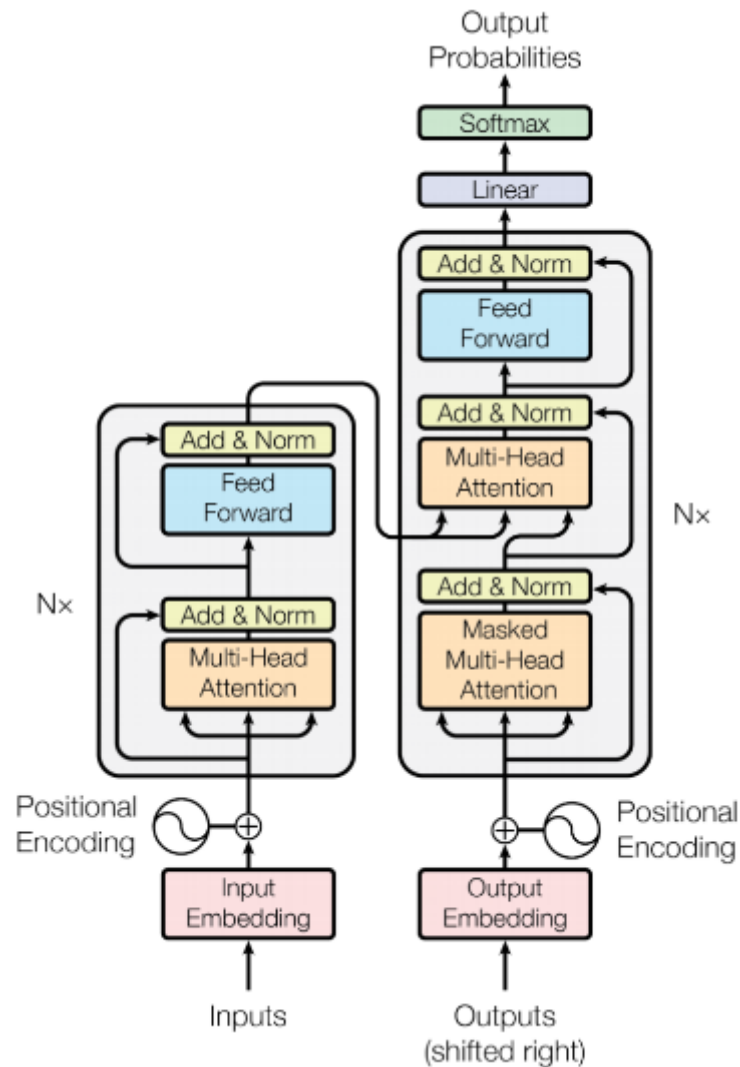 Output
Probabilities
Softmax
Linear
Add & Norm
Feed
Forward
Add & Norm
Multi-Head
Attention
Add & Norm
Masked
Multi-Head
Attention
Nx
Add & Norm
Feed
Forward
Add & Norm
Multi-Head
Attention
Nx
Positional
Encoding
Positional
Encoding
Input
Embedding
Output
Embedding
Inputs
Outputs
(shifted right)